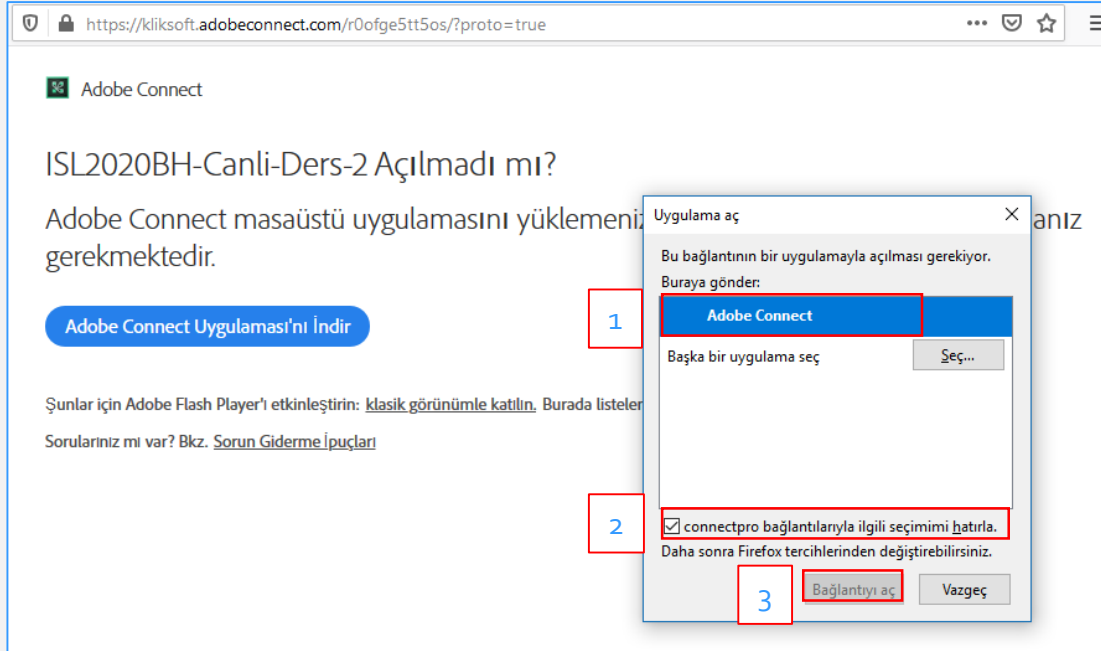 https://kliksoft.adobeconnect.com/r0ofge5tt5os/?proto=true
Adobe Connect
ISL2020BH-Canli-Ders-2 Açılmadı mı?
Adobe Connect masaüstü uygulamasını yüklemeniz anız
gerekmektedir.
Adobe Connect Uygulaması'nı İndir
Şunlar için Adobe Flash Player'ı etkinleştirin: klasik görünümle katılın. Burada listeler
Sorularınız mı var? Bkz. Sorun Giderme İpuçları
Uygulama aç
Bu bağlantının bir uygulamayla açılması gerekiyor.
Buraya gönder:
1
Adobe Connect
Başka bir uygulama seç
Seç...
2
connectpro bağlantılarıyla ilgili seçimimi hatırla.
Daha sonra Firefox tercihlerinden değiştirebilirsiniz.
3
Bağlantıyı aç
Vazgeç